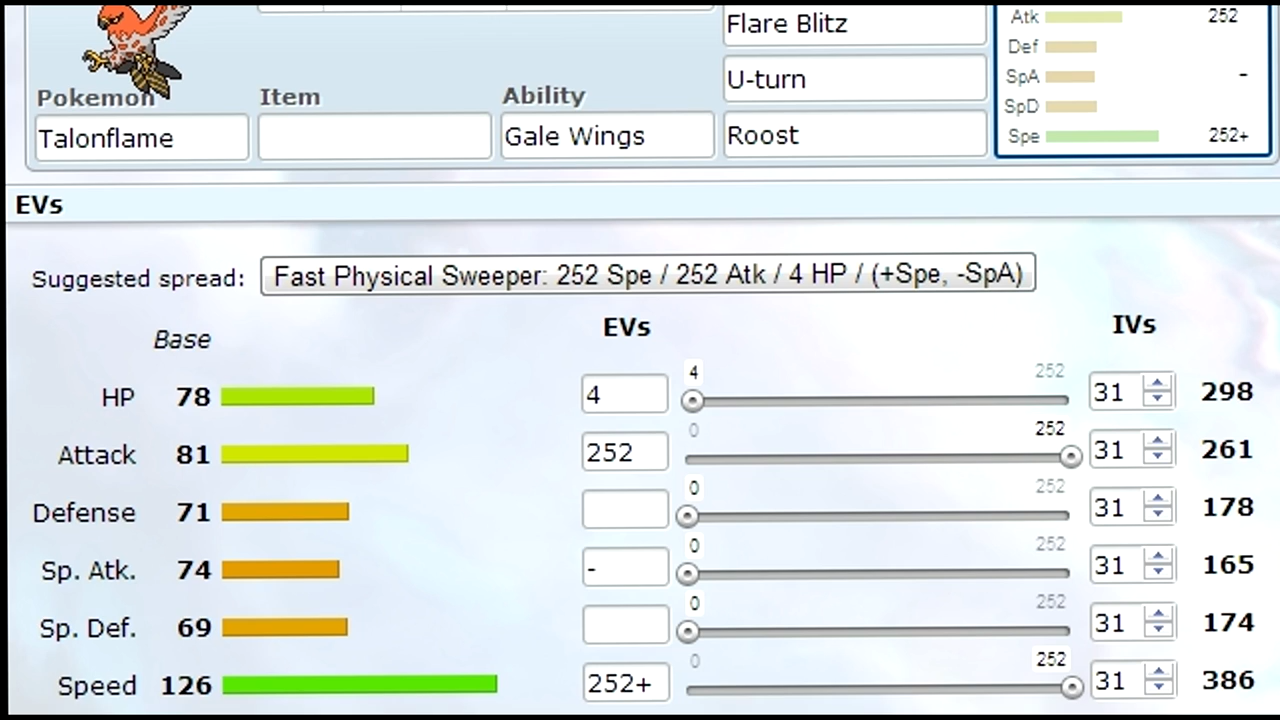 Flare Blitz
Atk 252
Def
U-turn
SpA -
Pokemon Item Ability
SpD
Talonflame Gale Wings Roost
Spe 252+
EVs
Suggested spread: Fast Physical Sweeper: 252 Spe / 252 Atk / 4 HP / (+Spe, -SpA)
Base EVs IVs
4 252
HP 78 4 31 298
0 252
Attack 81 252 31 261
0 252
Defense 71 31 178
0 252
Sp. Atk. 74 - 31 165
0 252
Sp. Def. 69 31 174
0 252
Speed 126 252+ 31 386